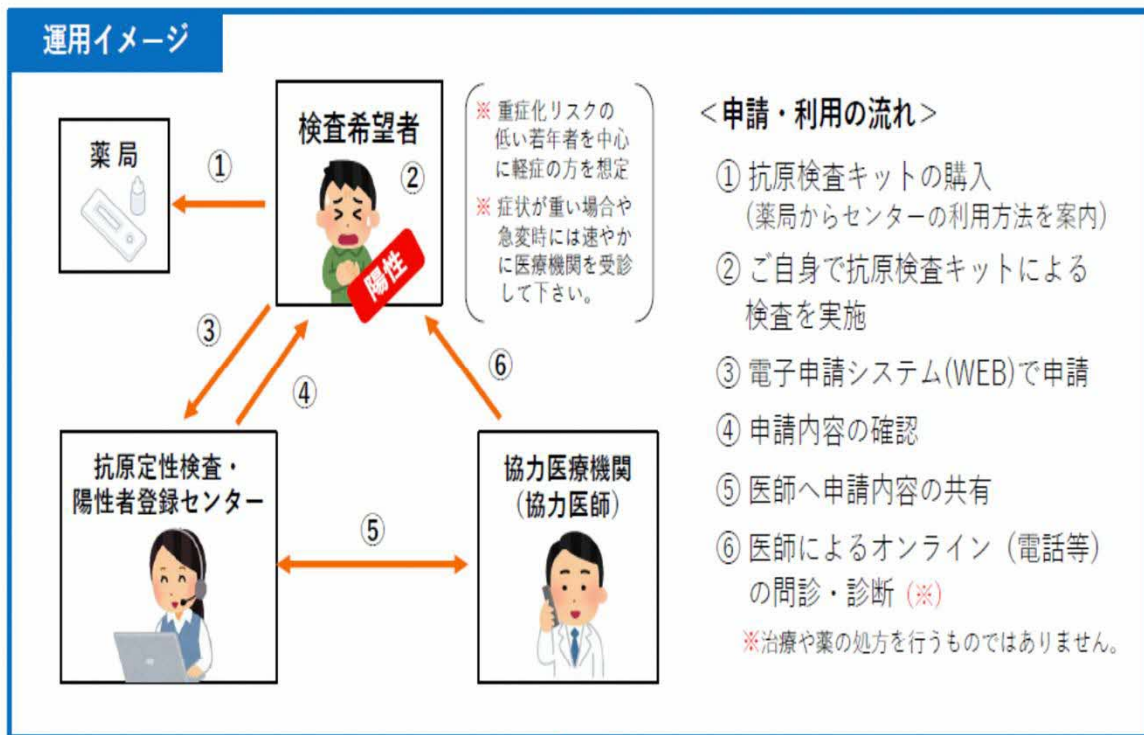 運用イメージ
薬局
①
検査希望者
②
陽性
※ 重症化リスクの
低い若年者を中心
に軽症の方を想定
※ 症状が重い場合や
急変時には速やか
に医療機関を受診
して下さい。
③
④
⑥
抗原定性検査・
陽性者登録センター
⑤
協力医療機関
(協力医師)
＜申請・利用の流れ＞
① 抗原検査キットの購入
(薬局からセンターの利用方法を案内)
② ご自身で抗原検査キットによる
検査を実施
③ 電子申請システム(WEB)で申請
④ 申請内容の確認
⑤ 医師へ申請内容の共有
⑥ 医師によるオンライン（電話等）
の問診・診断（※）
※治療や薬の処方を行うものではありません。